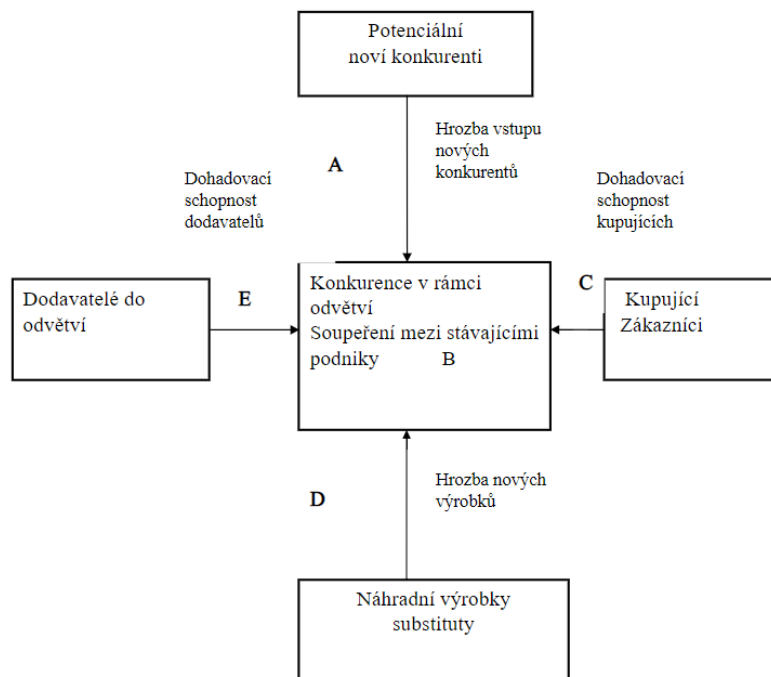 Potenciální
noví konkurenti
Hrozba vstupu
nových
konkurentů
A
Dohadovací
schopnost
dodavatelů
Dohadovací
schopnost
kupujících
Dodavatelé do
odvětví
E
Konkurence v rámci
odvětví
Soupeření mezi stávajícími
podniky B
C
Kupující
Zákazníci
D
Hrozba nových
výrobků
Náhradní výrobky
substituty